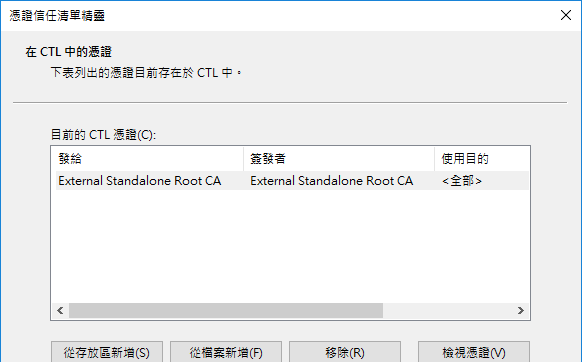 憑證信任清單精靈
在 CTL 中的憑證
下表列出的憑證目前存在於 CTL 中。
目前的 CTL 憑證(C):
發給 簽發者 使用目的
External Standalone Root CA External Standalone Root CA <全部>
從存放區新增(S) 從檔案新增(F) 移除(R) 檢視憑證(V)